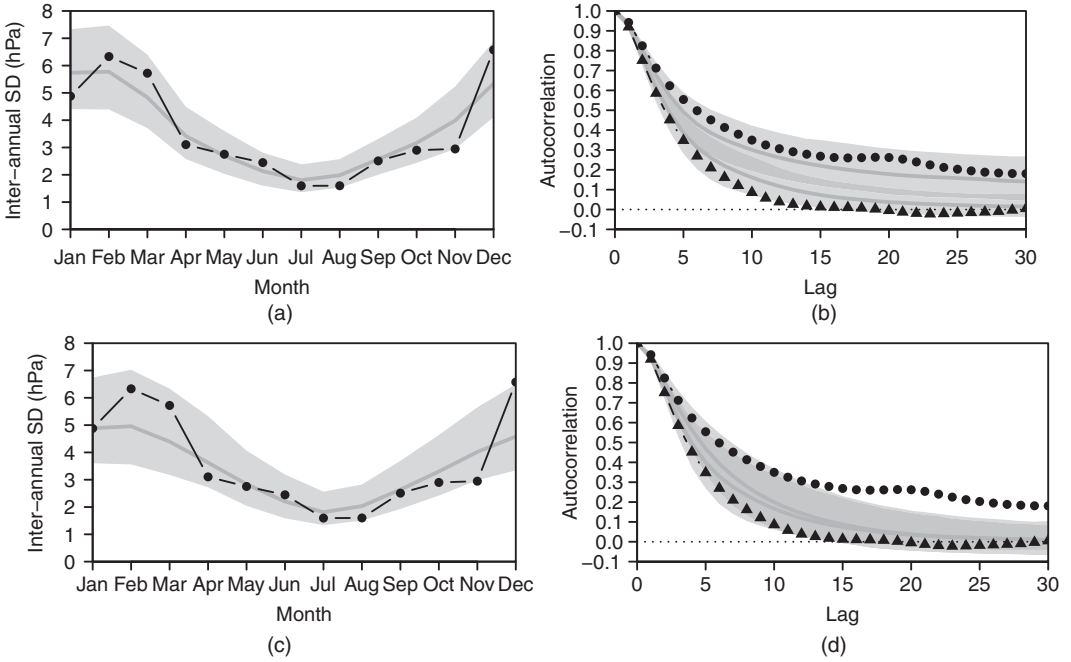 Inter−annual SD (hPa)
8
7
6
5
4
3
2
1
0
Jan Feb Mar Apr May Jun Jul Aug Sep Oct Nov Dec
Month
(a)
Autocorrelation
1.0
0.9
0.8
0.7
0.6
0.5
0.4
0.3
0.2
0.1
0.0
−0.1
0 5 10 15 20 25 30
Lag
(b)
Inter−annual SD (hPa)
8
7
6
5
4
3
2
1
0
Jan Feb Mar Apr May Jun Jul Aug Sep Oct Nov Dec
Month
(c)
Autocorrelation
1.0
0.9
0.8
0.7
0.6
0.5
0.4
0.3
0.2
0.1
0.0
−0.1
0 5 10 15 20 25 30
Lag
(d)